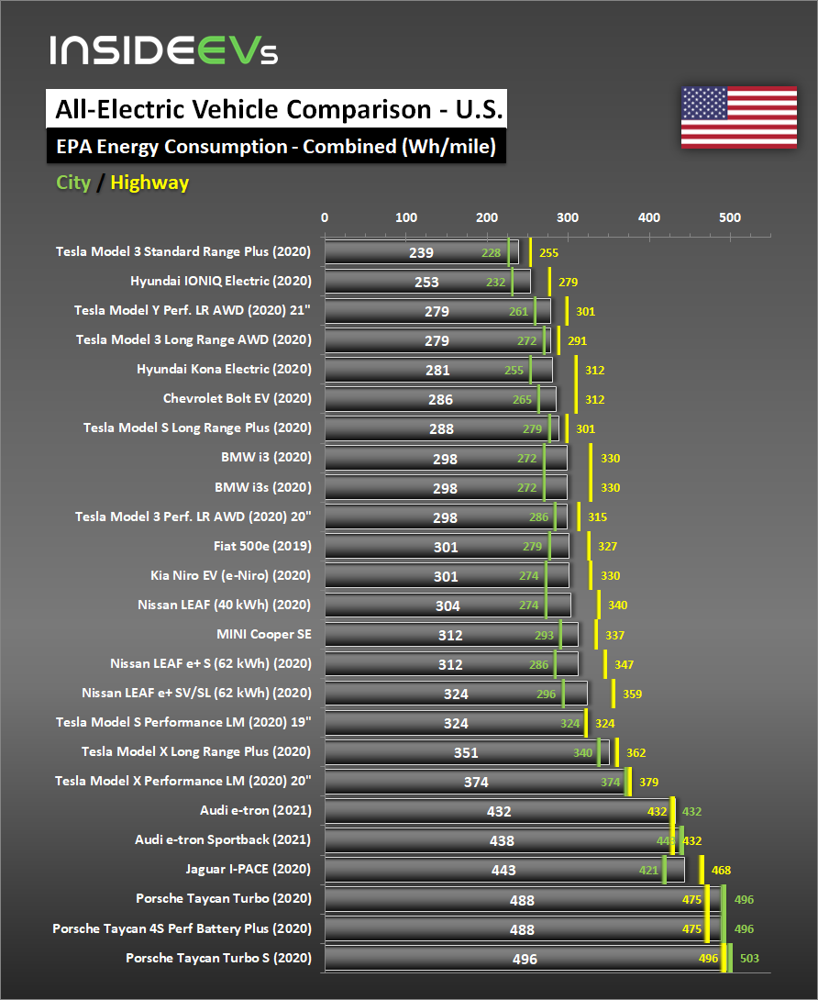 INSIDEEVs
All-Electric Vehicle Comparison - U.S.
EPA Energy Consumption - Combined (Wh/mile)
City / Highway
0 100 200 300 400 500
Tesla Model 3 Standard Range Plus (2020) 239 228 255
Hyundai IONIQ Electric (2020) 253 232 279
Tesla Model Y Perf. LR AWD (2020) 21" 279 261 301
Tesla Model 3 Long Range AWD (2020) 279 272 291
Hyundai Kona Electric (2020) 281 255 312
Chevrolet Bolt EV (2020) 286 265 312
Tesla Model S Long Range Plus (2020) 288 279 301
BMW i3 (2020) 298 272 330
BMW i3s (2020) 298 272 330
Tesla Model 3 Perf. LR AWD (2020) 20" 298 286 315
Fiat 500e (2019) 301 279 327
Kia Niro EV (e-Niro) (2020) 301 274 330
Nissan LEAF (40 kWh) (2020) 304 274 340
MINI Cooper SE 312 293 337
Nissan LEAF e+ S (62 kWh) (2020) 312 286 347
Nissan LEAF e+ SV/SL (62 kWh) (2020) 324 296 359
Tesla Model S Performance LM (2020) 19" 324 324 324
Tesla Model X Long Range Plus (2020) 351 340 362
Tesla Model X Performance LM (2020) 20" 374 374 379
Audi e-tron (2021) 432 432 432
Audi e-tron Sportback (2021) 438 432
Jaguar I-PACE (2020) 443 421 468
Porsche Taycan Turbo (2020) 488 475 496
Porsche Taycan 4S Perf Battery Plus (2020) 488 475 496
Porsche Taycan Turbo S (2020) 496 496 503